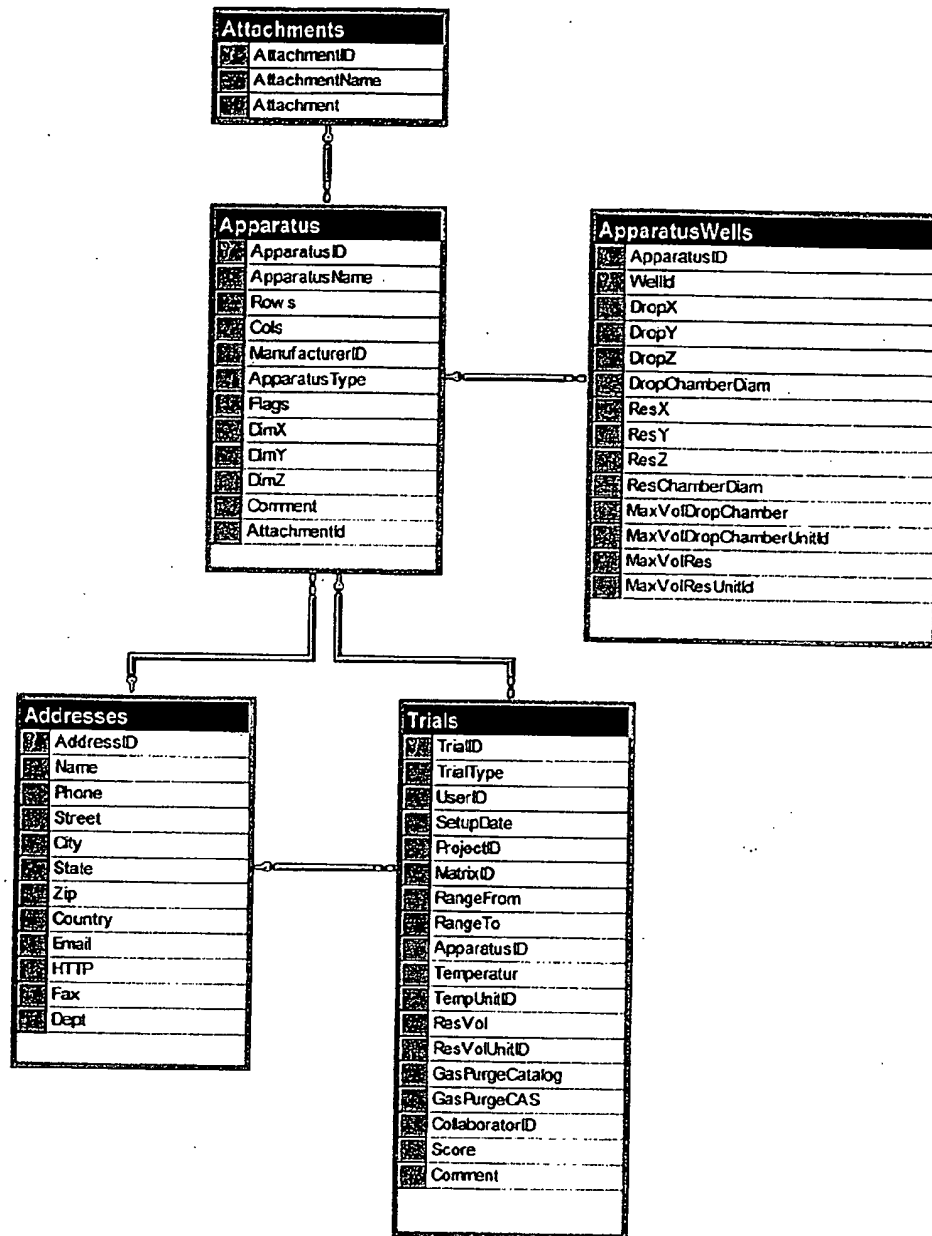 Attachments
AttachmentID
AttachmentName
Attachment
Apparatus
ApparatusID
ApparatusName
Rows
Cols
ManufacturerID
ApparatusType
Flags
DimX
DimY
DimZ
Comment
AttachmentId
ApparatusWells
ApparatusID
WellId
DropX
DropY
DropZ
DropChamberDiam
ResX
ResY
ResZ
ResChamberDiam
MaxVolDropChamber
MaxVolDropChamberUnitId
MaxVolRes
MaxVolResUnitId
Addresses
AddressID
Name
Phone
Street
City
State
Zip
Country
Email
HTTP
Fax
Dept
Trials
TrialID
TrialType
UserID
SetupDate
ProjectID
MatrixID
RangeFrom
RangeTo
ApparatusID
Temperatur
TempUnitID
ResVol
ResVolUnitID
GasPurgeCatalog
GasPurgeCAS
CollaboratorID
Score
Comment